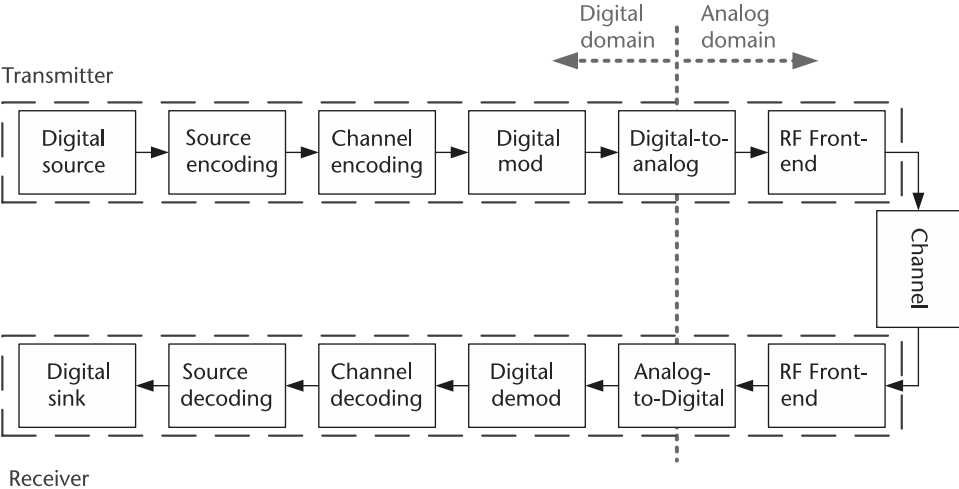 Digital
domain
Analog
domain
Transmitter
Digital
source
Source
encoding
Channel
encoding
Digital
mod
Digital-to-
analog
RF Front-
end
Channel
Digital
sink
Source
decoding
Channel
decoding
Digital
demod
Analog-
to-Digital
RF Front-
end
Receiver